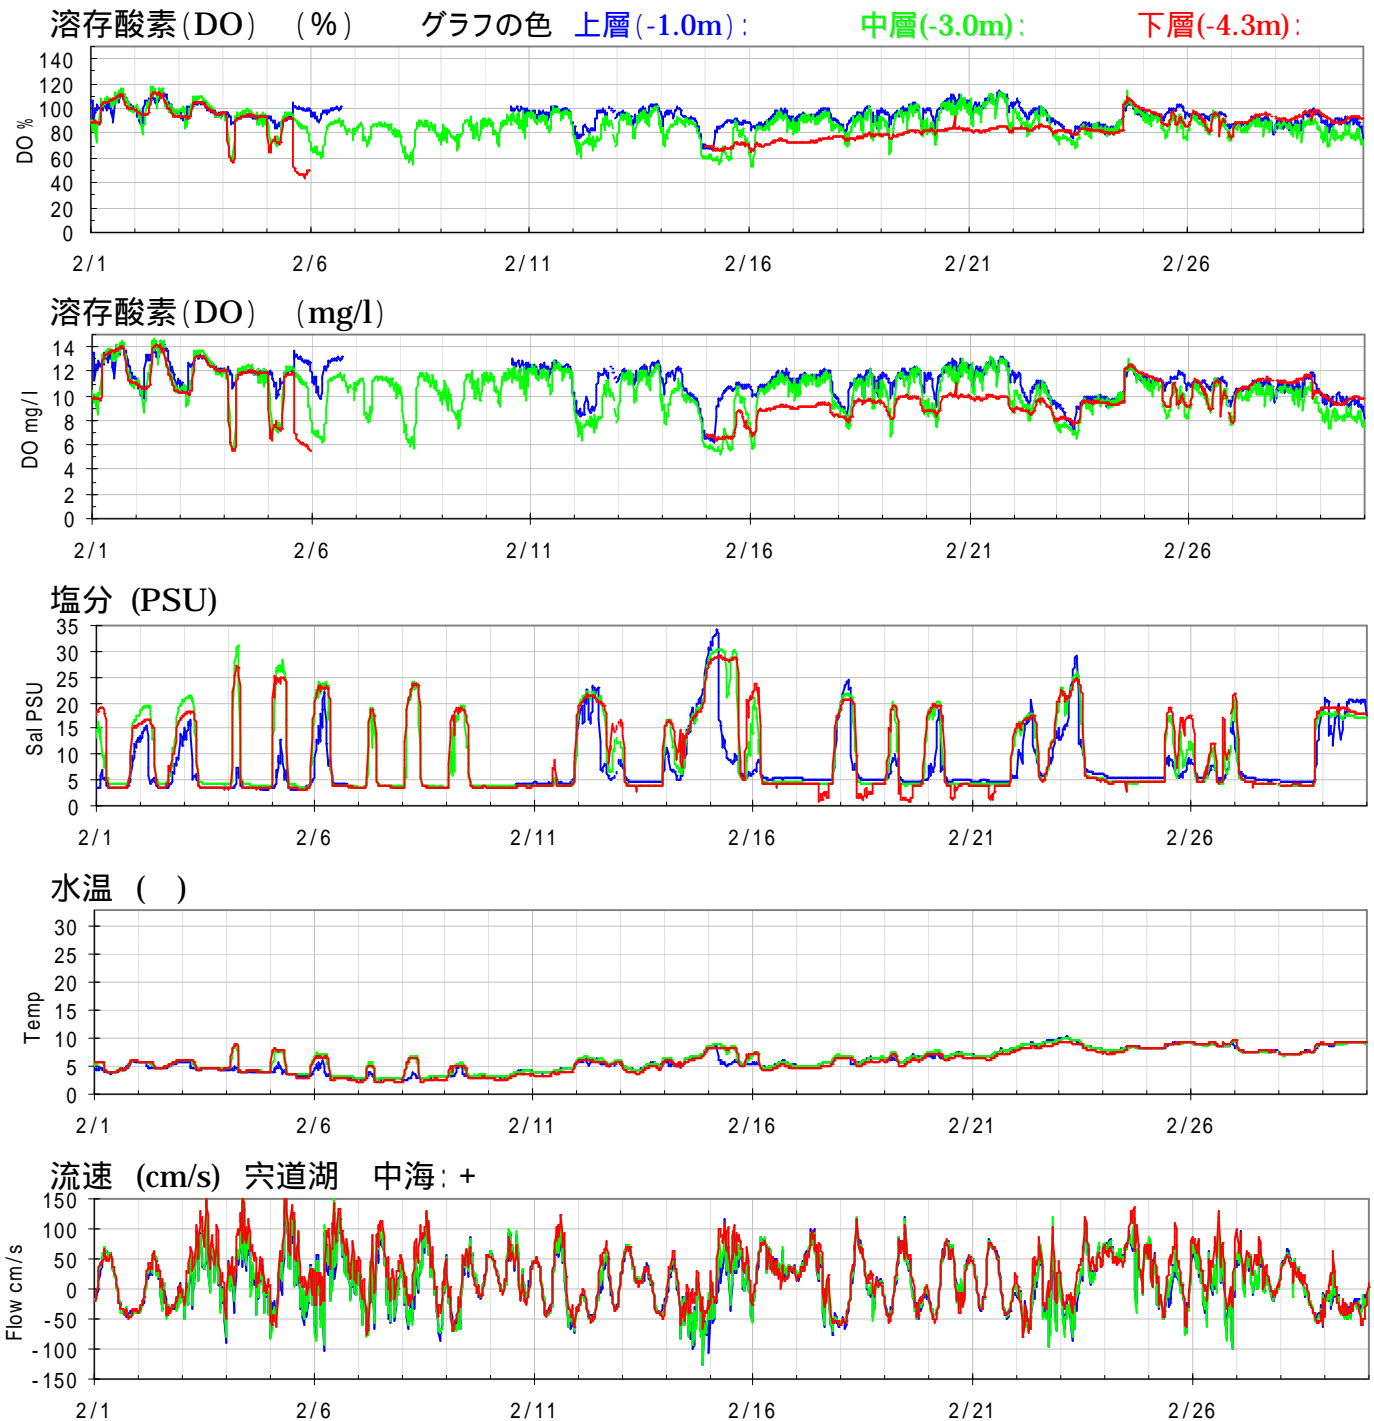 溶存酸素(DO) (%) グラフの色 上層(-1.0m): 中層(-3.0m): 下層(-4.3m):
140
120
100
80
60
40
20
0
DO %
2/1 2/6 2/11 2/16 2/21 2/26
溶存酸素(DO) (mg/l)
14
12
10
8
6
4
2
0
DO mg/l
2/1 2/6 2/11 2/16 2/21 2/26
塩分 (PSU)
35
30
25
20
15
10
5
0
Sal PSU
2/1 2/6 2/11 2/16 2/21 2/26
水温 ( )
30
25
20
15
10
5
0
Temp
2/1 2/6 2/11 2/16 2/21 2/26
流速 (cm/s) 宍道湖 中海: +
150
100
50
0
-50
-100
-150
Flow cm/s
2/1 2/6 2/11 2/16 2/21 2/26